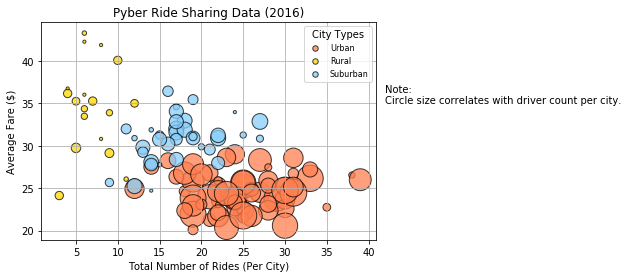 Pyber Ride Sharing Data (2016)
Average Fare ($)
45
40
35
30
25
20
5
10
15
20
25
30
35
40
Total Number of Rides (Per City)
City Types
Urban
Rural
Suburban
Note:
Circle size correlates with driver count per city.